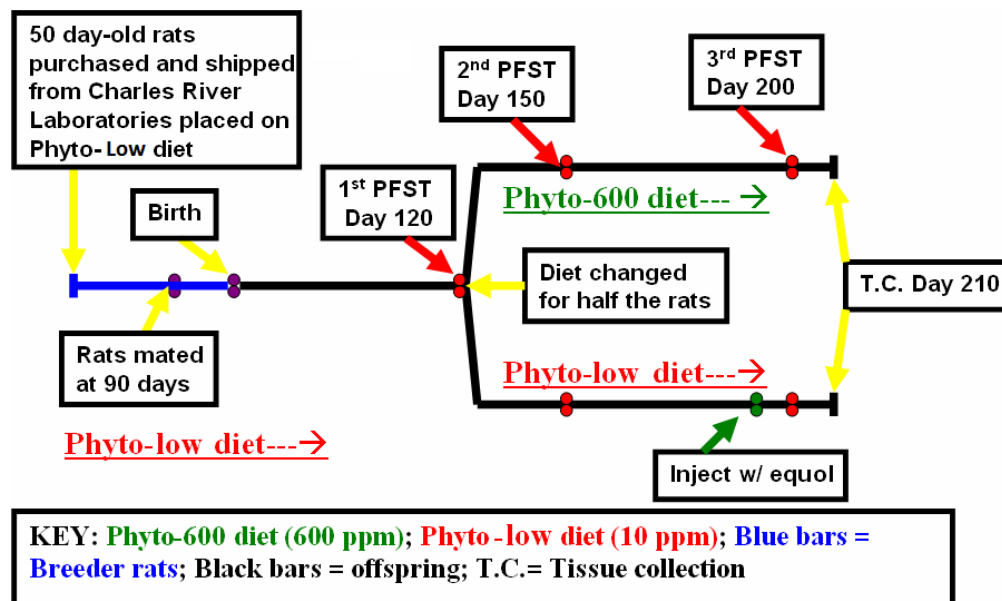 50 day-old rats
purchased and shipped
from Charles River
Laboratories placed on
Phyto-Low diet
2nd PFST
Day 150
3rd PFST
Day 200
Birth
1st PFST
Day 120
Phyto-600 diet--- →
Diet changed
for half the rats
T.C. Day 210
Rats mated
at 90 days
Phyto-low diet---→
Phyto-low diet---→
Inject w/ equol
KEY: Phyto-600 diet (600 ppm); Phyto-low diet (10 ppm); Blue bars =
Breeder rats; Black bars = offspring; T.C.= Tissue collection